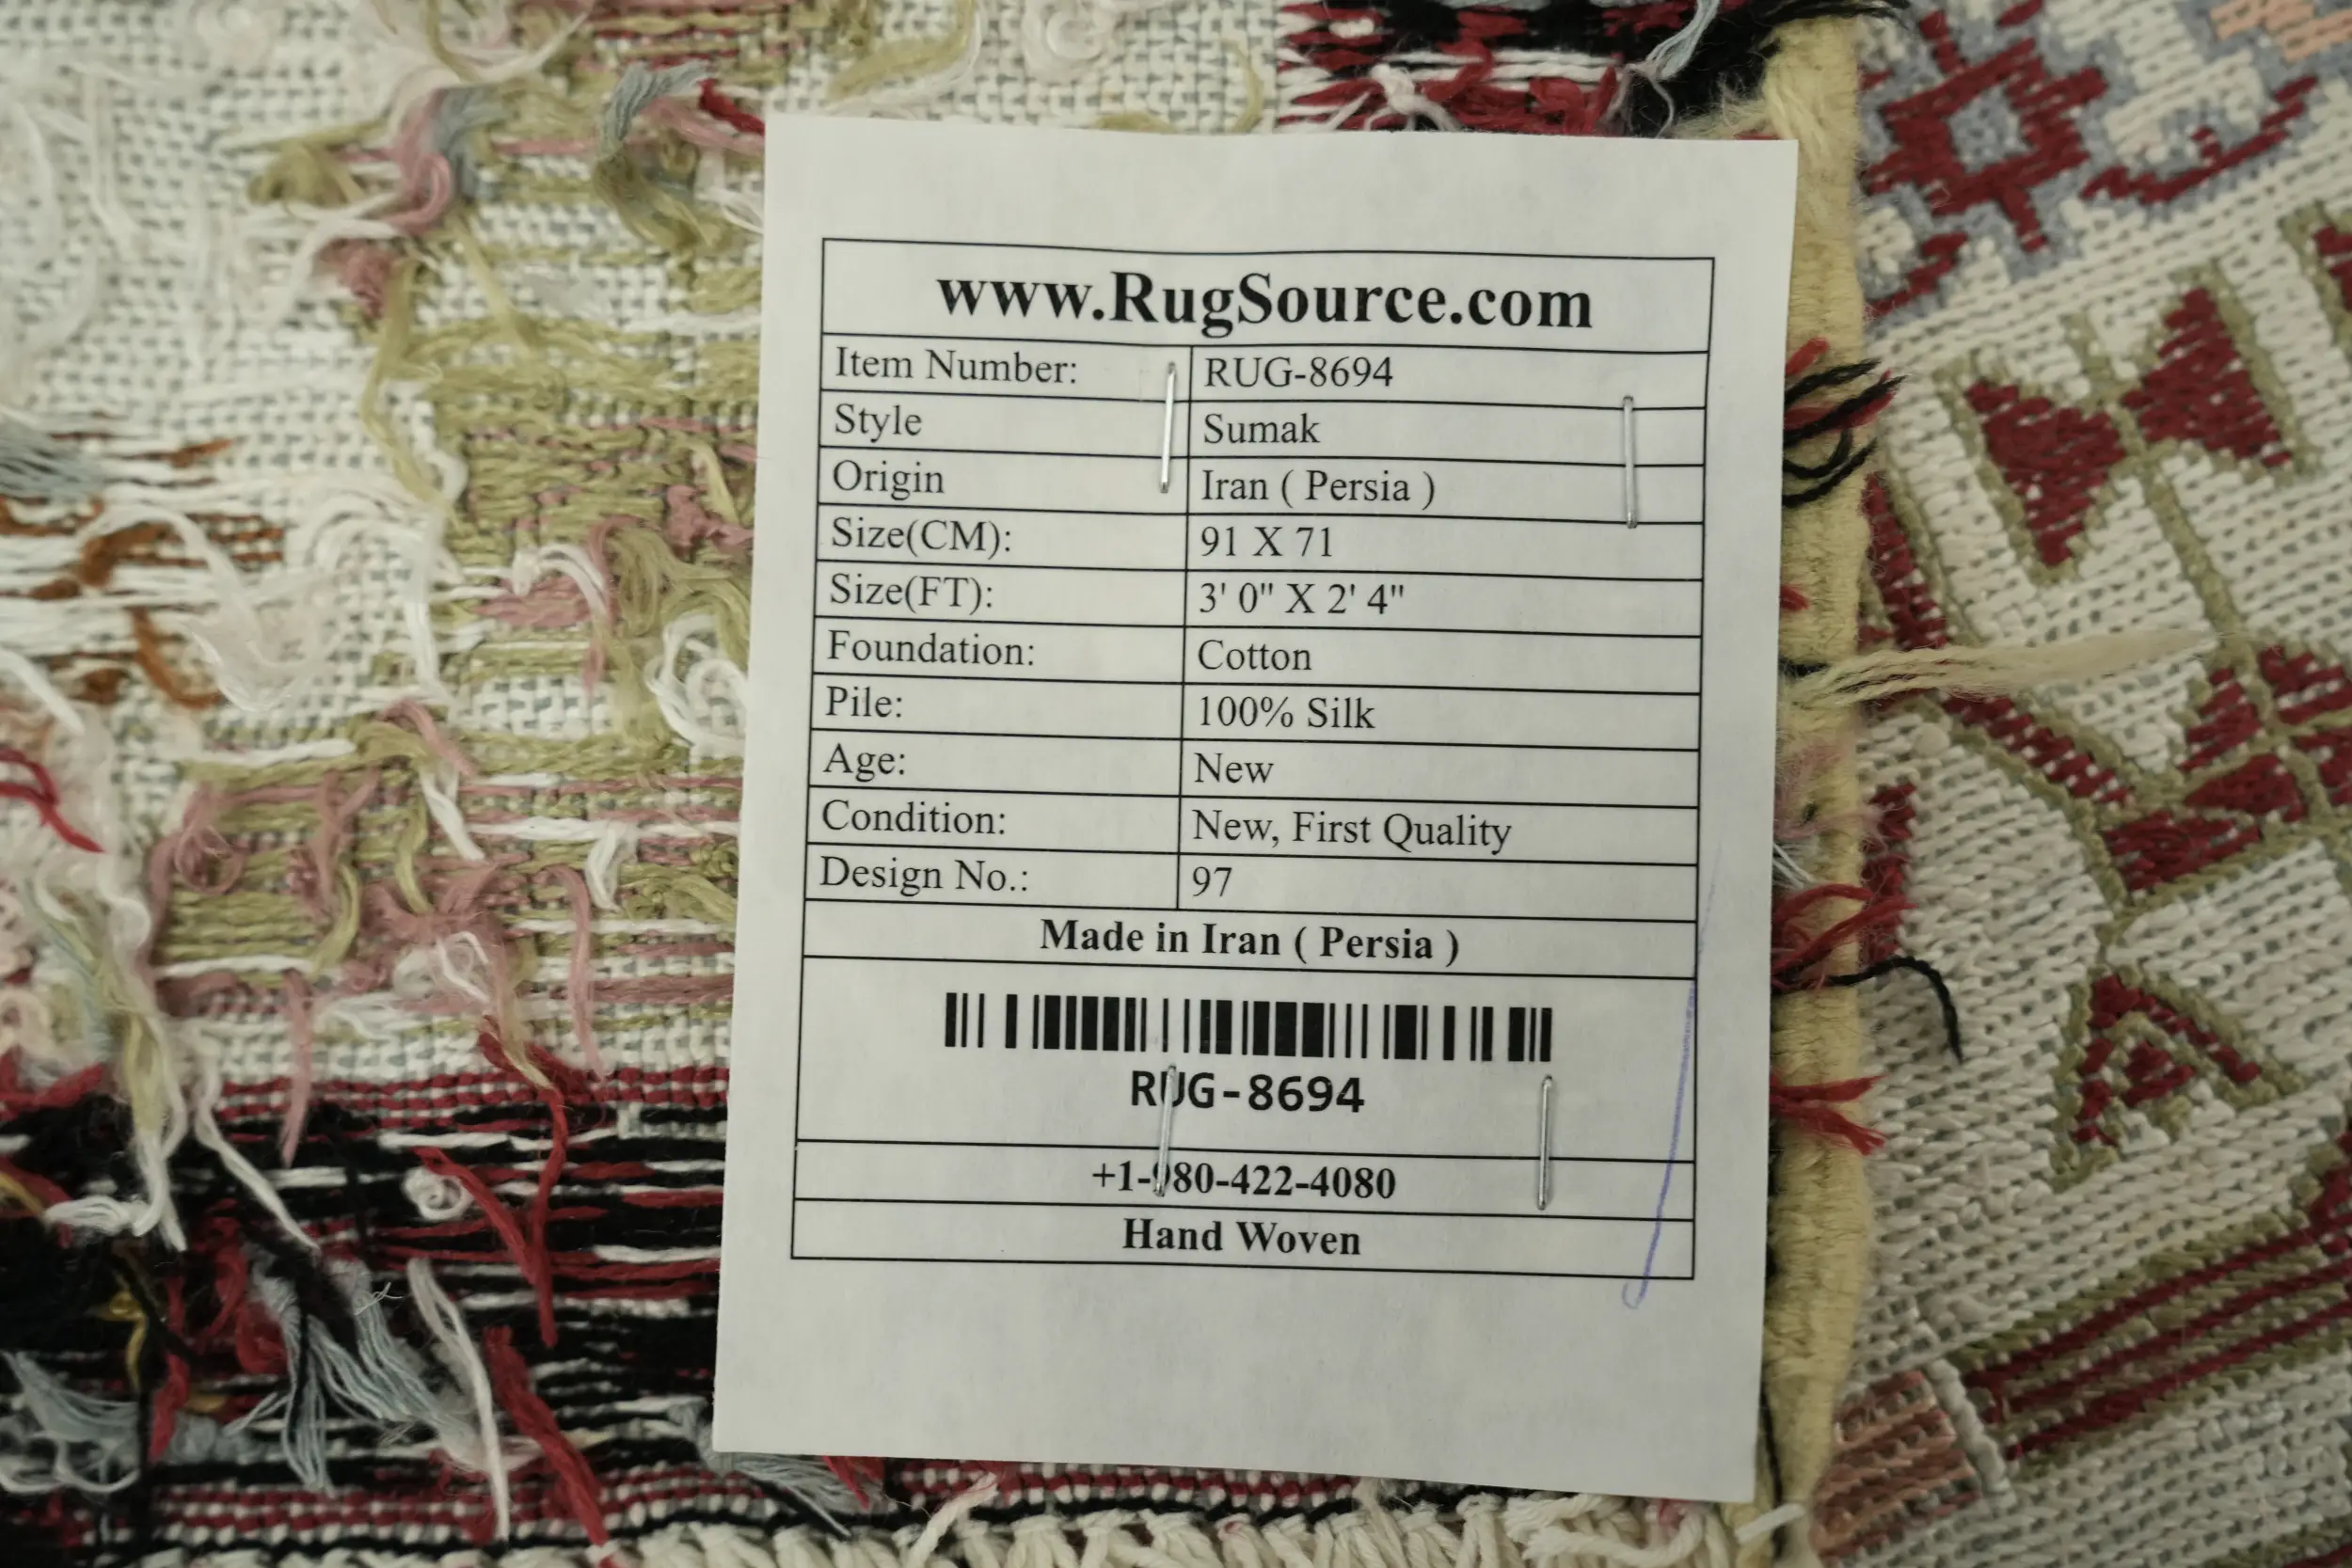 www.RugSource.com
Item Number: RUG-8694
Style Sumak
Origin Iran ( Persia )
Size(CM): 91 X 71
Size(FT): 3' 0" X 2' 4"
Foundation: Cotton
Pile: 100% Silk
Age: New
Condition: New, First Quality
Design No.: 97
Made in Iran ( Persia )
RUG-8694
+1-980-422-4080
Hand Woven